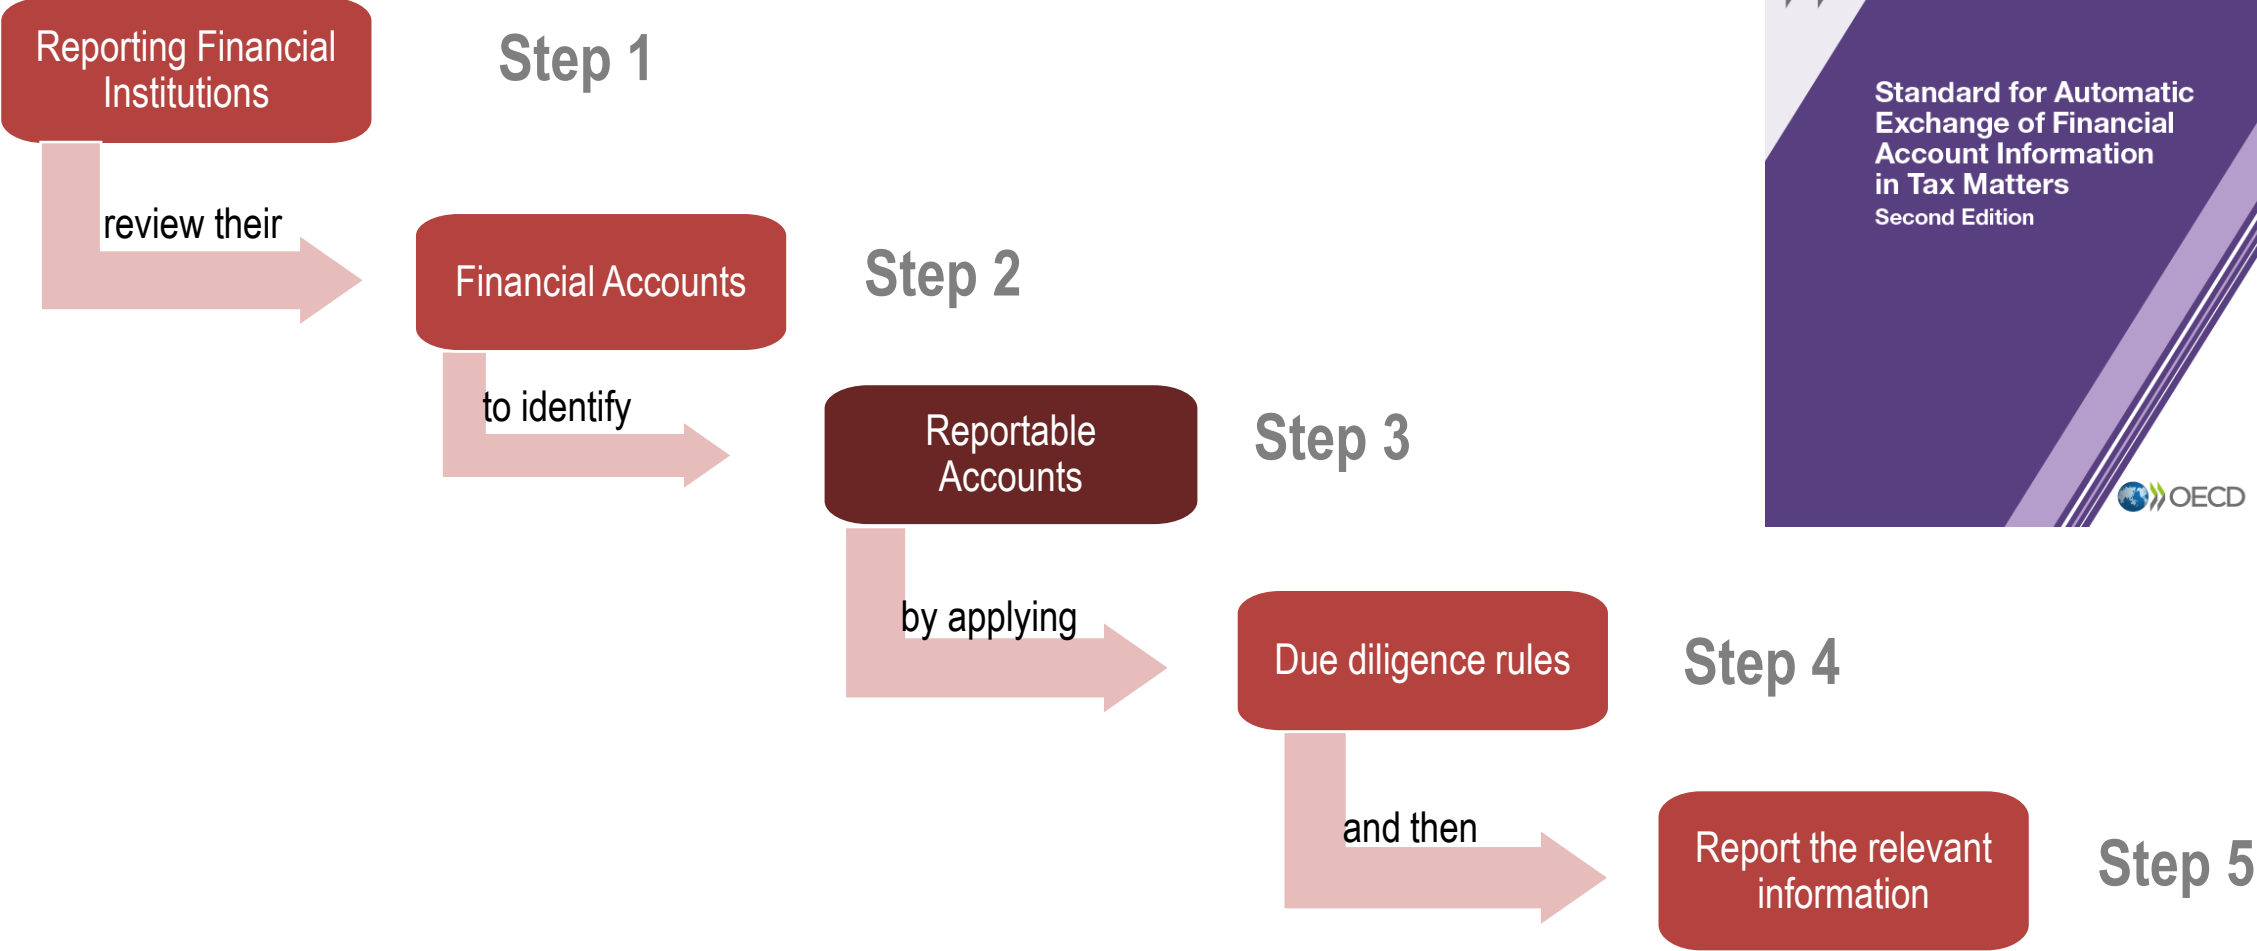 Reporting Financial
Institutions
Step 1
Standard for Automatic
Exchange of Financial
Account Information
in Tax Matters
Second Edition
review their
Financial Accounts
Step 2
to identify
Reportable
Accounts
Step 3
OECD
by applying
Due diligence rules
Step 4
and then
Report the relevant
information
Step 5